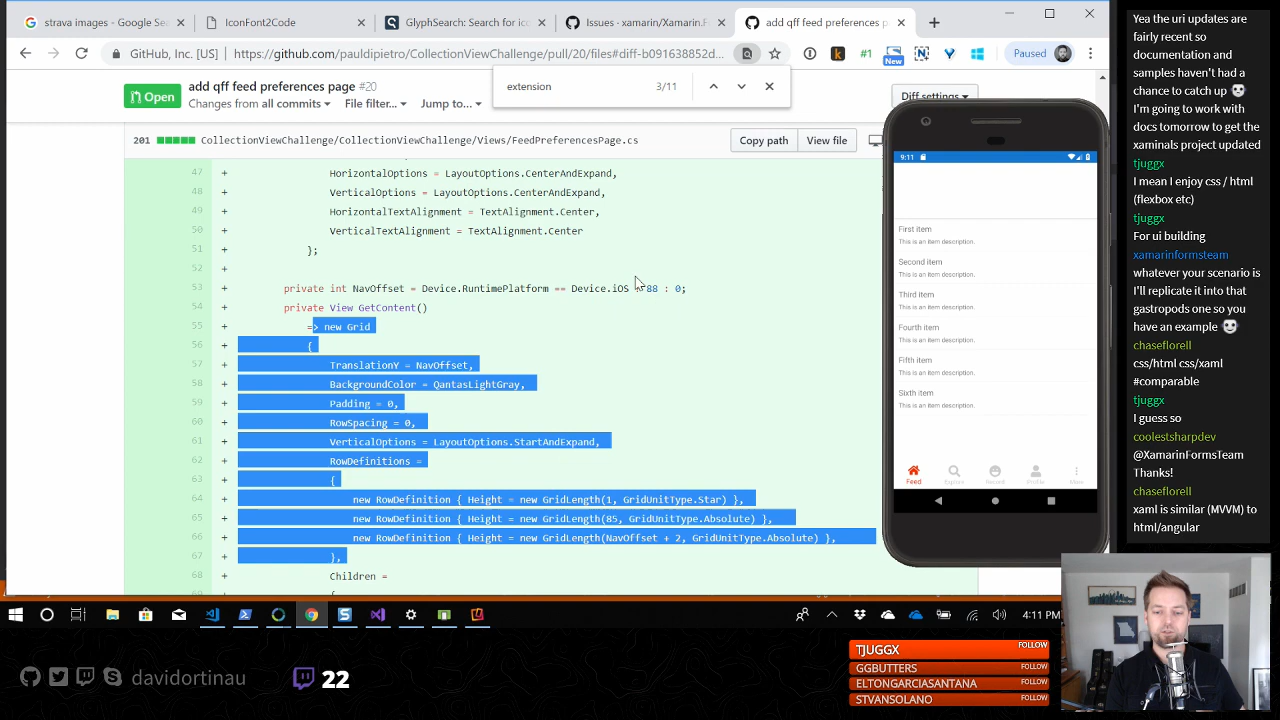 strava images - Google Sea
IconFont2Code
GlyphSearch: Search for ico
Issues · xamarin/Xamarin.F
add qff feed preferences p
GitHub, Inc. [US]
https://github.com/pauldipietro/CollectionViewChallenge/pull/20/files#diff-b091638852d...
#1
New
Paused
extension
3/11
Open
add qff feed preferences page #20
Changes from all commits
File filter...
Jump to...
Diff settings
201
CollectionViewChallenge/CollectionViewChallenge/Views/FeedPreferencesPage.cs
Copy path
View file
47 + HorizontalOptions = LayoutOptions.CenterAndExpand,
48 + VerticalOptions = LayoutOptions.CenterAndExpand,
49 + HorizontalTextAlignment = TextAlignment.Center,
50 + VerticalTextAlignment = TextAlignment.Center
51 + };
52 +
53 + private int NavOffset = Device.RuntimePlatform == Device.iOS ? 88 : 0;
54 + private View GetContent()
55 + => new Grid
56 + {
57 + TranslationY = NavOffset,
58 + BackgroundColor = QantasLightGray,
59 + Padding = 0,
60 + RowSpacing = 0,
61 + VerticalOptions = LayoutOptions.StartAndExpand,
62 + RowDefinitions =
63 + {
64 + new RowDefinition { Height = new GridLength(1, GridUnitType.Star) },
65 + new RowDefinition { Height = new GridLength(85, GridUnitType.Absolute) },
66 + new RowDefinition { Height = new GridLength(NavOffset + 2, GridUnitType.Absolute) },
67 + },
68 + Children =
69 + {
9:11
First item
This is an item description.
Second item
This is an item description.
Third item
This is an item description.
Fourth item
This is an item description.
Fifth item
This is an item description.
Sixth item
This is an item description.
Feed
Explore
Record
Profile
More
4:11 PM
Yea the uri updates are
fairly recent so
documentation and
samples haven't had a
chance to catch up
I'm going to work with
docs tomorrow to get the
xaminals project updated
tjuggx
I mean I enjoy css / html
(flexbox etc)
tjuggx
For ui building
xamarinformsteam
whatever your scenario is
I'll replicate it into that
gastropods one so you
have an example
chaseflorell
css/html css/xaml
#comparable
tjuggx
I guess so
coolestsharpdev
@XamarinFormsTeam
Thanks!
chaseflorell
xaml is similar (MVVM) to
html/angular
davidortinau
22
TJUGGX FOLLOW
GGBUTTERS FOLLOW
ELTONGARCIASANTANA FOLLOW
STVANSOLANO FOLLOW